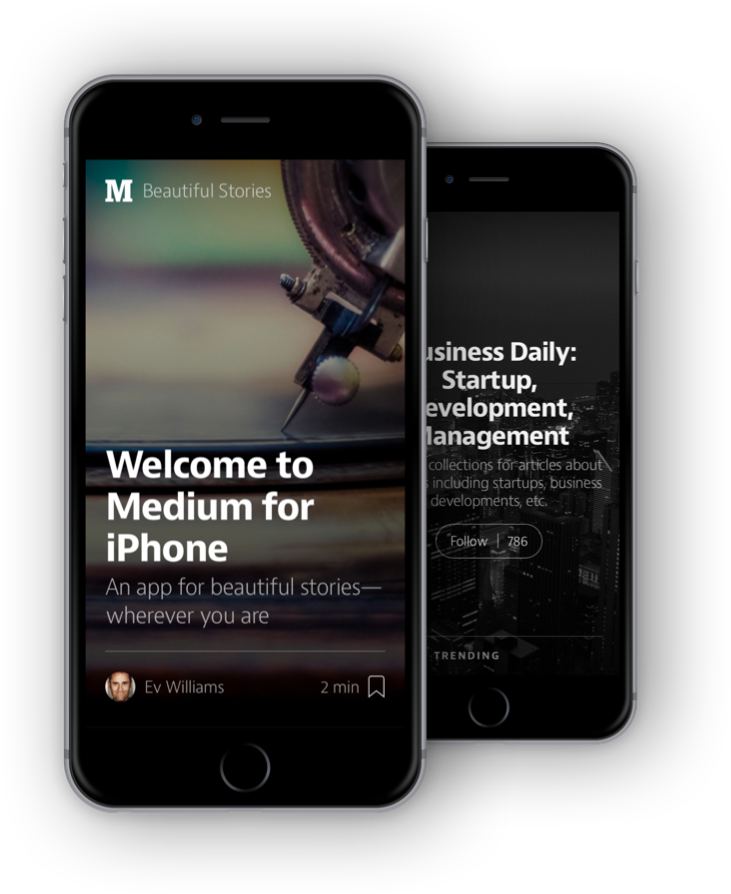 M Beautiful Stories
Welcome to
Medium for
iPhone
An app for beautiful stories—
wherever you are
Ev Williams
2 min
usiness Daily:
Startup,
evelopment,
anagement
collections for articles about
s including startups, business
developments, etc.
Follow | 786
TRENDING